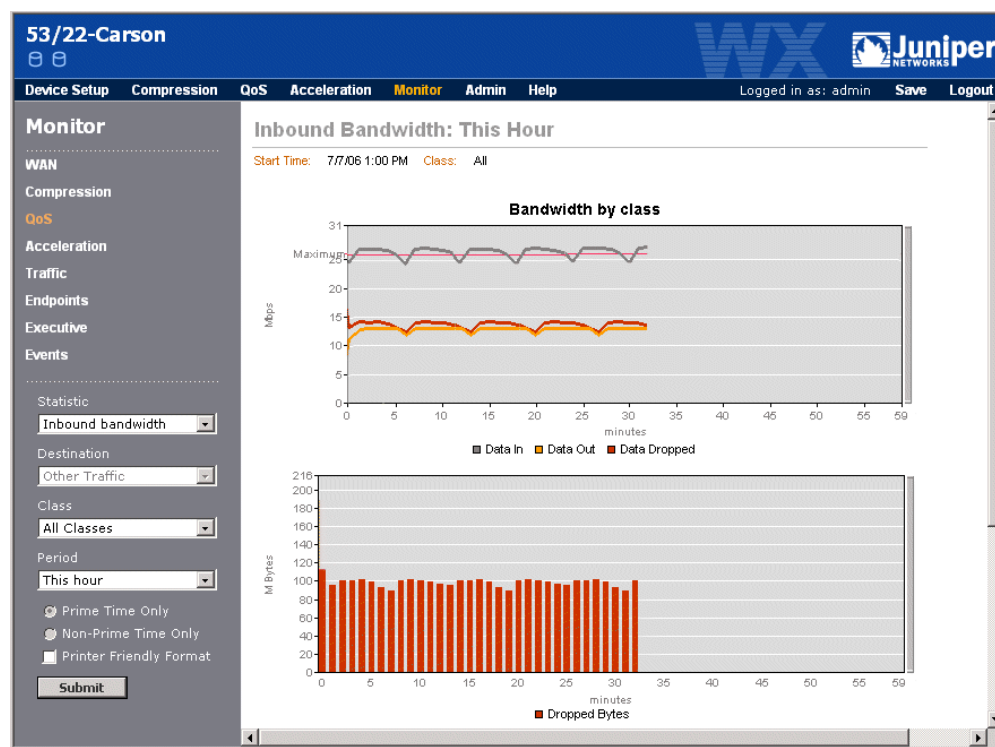 53/22-Carson
WX
Juniper
NETWORKS
Device Setup Compression QoS Acceleration Monitor Admin Help Logged in as: admin Save Logout
Monitor
WAN
Compression
QoS
Acceleration
Traffic
Endpoints
Executive
Events
Statistic
Inbound bandwidth
Destination
Other Traffic
Class
All Classes
Period
This hour
Prime Time Only
Non-Prime Time Only
Printer Friendly Format
Submit
Inbound Bandwidth: This Hour
Start Time: 7/7/06 1:00 PM Class: All
Bandwidth by class
31
Maximum
25
20
15
10
5
0
Mbps
0 5 10 15 20 25 30 35 40 45 50 55 59
minutes
Data In Data Out Data Dropped
216
200
180
160
140
120
100
80
60
40
20
0
M Bytes
0 5 10 15 20 25 30 35 40 45 50 55 59
minutes
Dropped Bytes